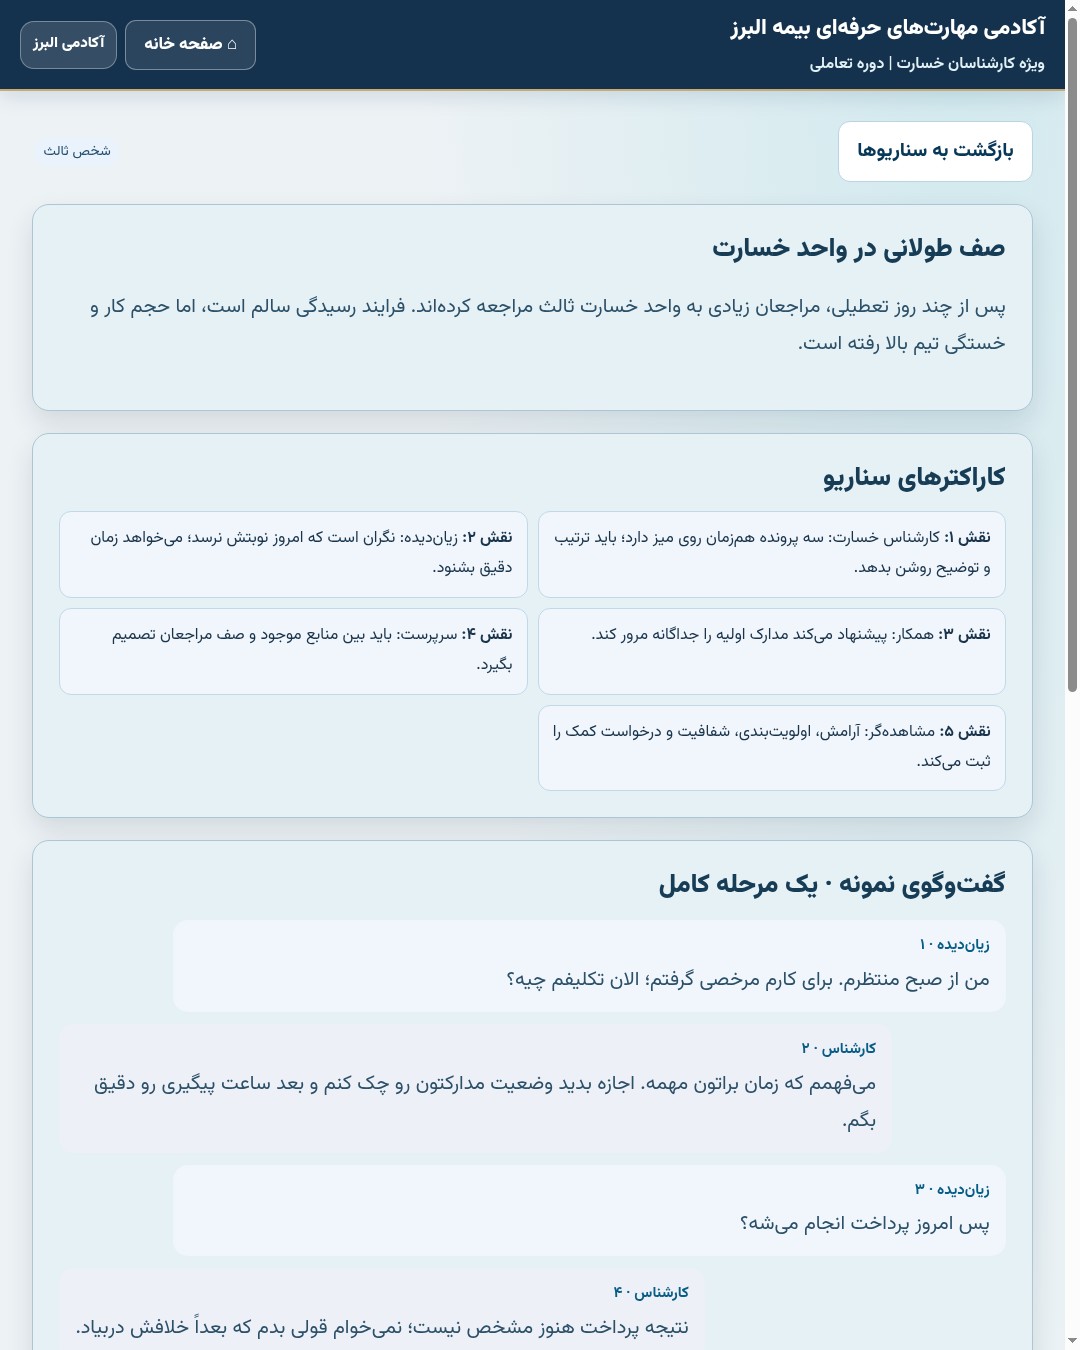 آکادمی مهارت‌های حرفه‌ای بیمه البرز
ویژه کارشناسان خسارت | دوره تعاملی
⌂ صفحه خانه
آکادمی البرز
بازگشت به سناریوها
شخص ثالث
صف طولانی در واحد خسارت
پس از چند روز تعطیلی، مراجعان زیادی به واحد خسارت ثالث مراجعه کرده‌اند. فرایند رسیدگی سالم است، اما حجم کار و
خستگی تیم بالا رفته است.
کاراکترهای سناریو
نقش ۱: کارشناس خسارت: سه پرونده هم‌زمان روی میز دارد؛ باید ترتیب
و توضیح روشن بدهد.
نقش ۲: زیان‌دیده: نگران است که امروز نوبتش نرسد؛ می‌خواهد زمان
دقیق بشنود.
نقش ۳: همکار: پیشنهاد می‌کند مدارک اولیه را جداگانه مرور کند.
نقش ۴: سرپرست: باید بین منابع موجود و صف مراجعان تصمیم
بگیرد.
نقش ۵: مشاهده‌گر: آرامش، اولویت‌بندی، شفافیت و درخواست کمک را
ثبت می‌کند.
گفت‌وگوی نمونه · یک مرحله کامل
زیان‌دیده · ۱
من از صبح منتظرم. برای کارم مرخصی گرفتم؛ الان تکلیفم چیه؟
کارشناس · ۲
می‌فهمم که زمان براتون مهمه. اجازه بدید وضعیت مدارکتون رو چک کنم و بعد ساعت پیگیری رو دقیق
بگم.
زیان‌دیده · ۳
پس امروز پرداخت انجام می‌شه؟
کارشناس · ۴
نتیجه پرداخت هنوز مشخص نیست؛ نمی‌خوام قولی بدم که بعداً خلافش دربیاد.